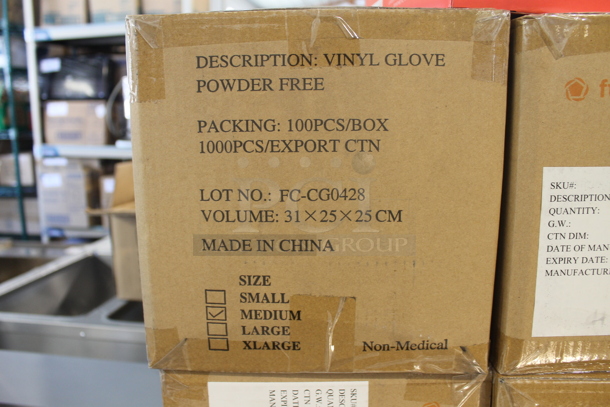 DESCRIPTION: VINYL GLOVE
POWDER FREE
PACKING: 100PCS/BOX
1000PCS/EXPORT CTN
LOT NO.: FC-CG0428
VOLUME: 31×25×25 CM
MADE IN CHINA
GROUP
SIZE
SMALL
MEDIUM
LARGE
XLARGE
Non-Medical
SKU#:
DESCRIPTION
QUANTITY:
G.W.:
CTN DIM:
DATE OF MAN
EXPIRY DATE:
MANUFACTUR